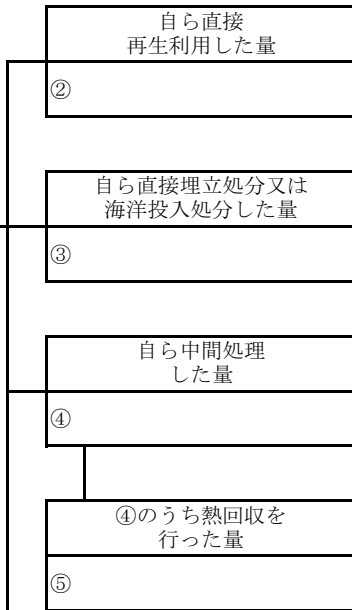 自ら直接
再生利用した量
②
自ら直接埋立処分又は
海洋投入処分した量
③
自ら中間処理
した量
④
④のうち熱回収を
行った量
⑤